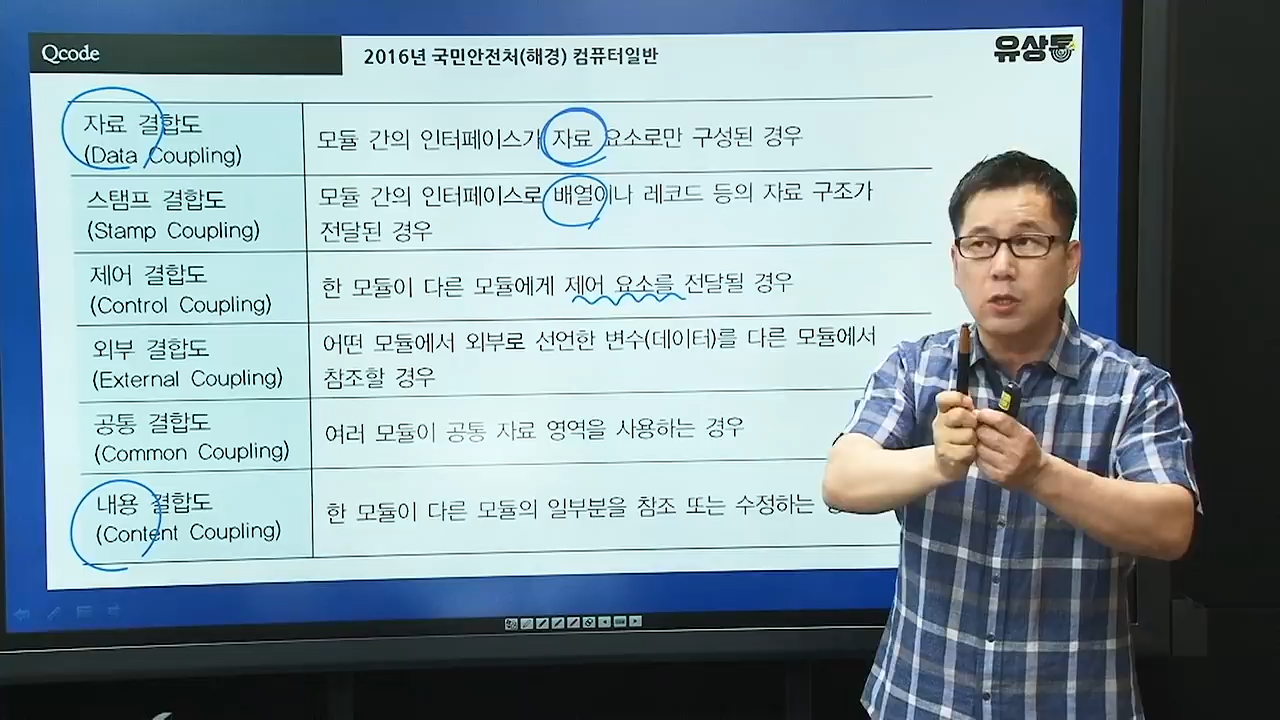 Qcode
2016년 국민안전처(해경) 컴퓨터일반
유상통
자료 결합도
(Data Coupling)
모듈 간의 인터페이스가 자료 요소로만 구성된 경우
스탬프 결합도
(Stamp Coupling)
모듈 간의 인터페이스로 배열이나 레코드 등의 자료 구조가
전달된 경우
제어 결합도
(Control Coupling)
한 모듈이 다른 모듈에게 제어 요소를 전달될 경우
외부 결합도
(External Coupling)
어떤 모듈에서 외부로 선언한 변수(데이터)를 다른 모듈에서
참조할 경우
공통 결합도
(Common Coupling)
여러 모듈이 공통 자료 영역을 사용하는 경우
내용 결합도
(Content Coupling)
한 모듈이 다른 모듈의 일부분을 참조 또는 수정하는